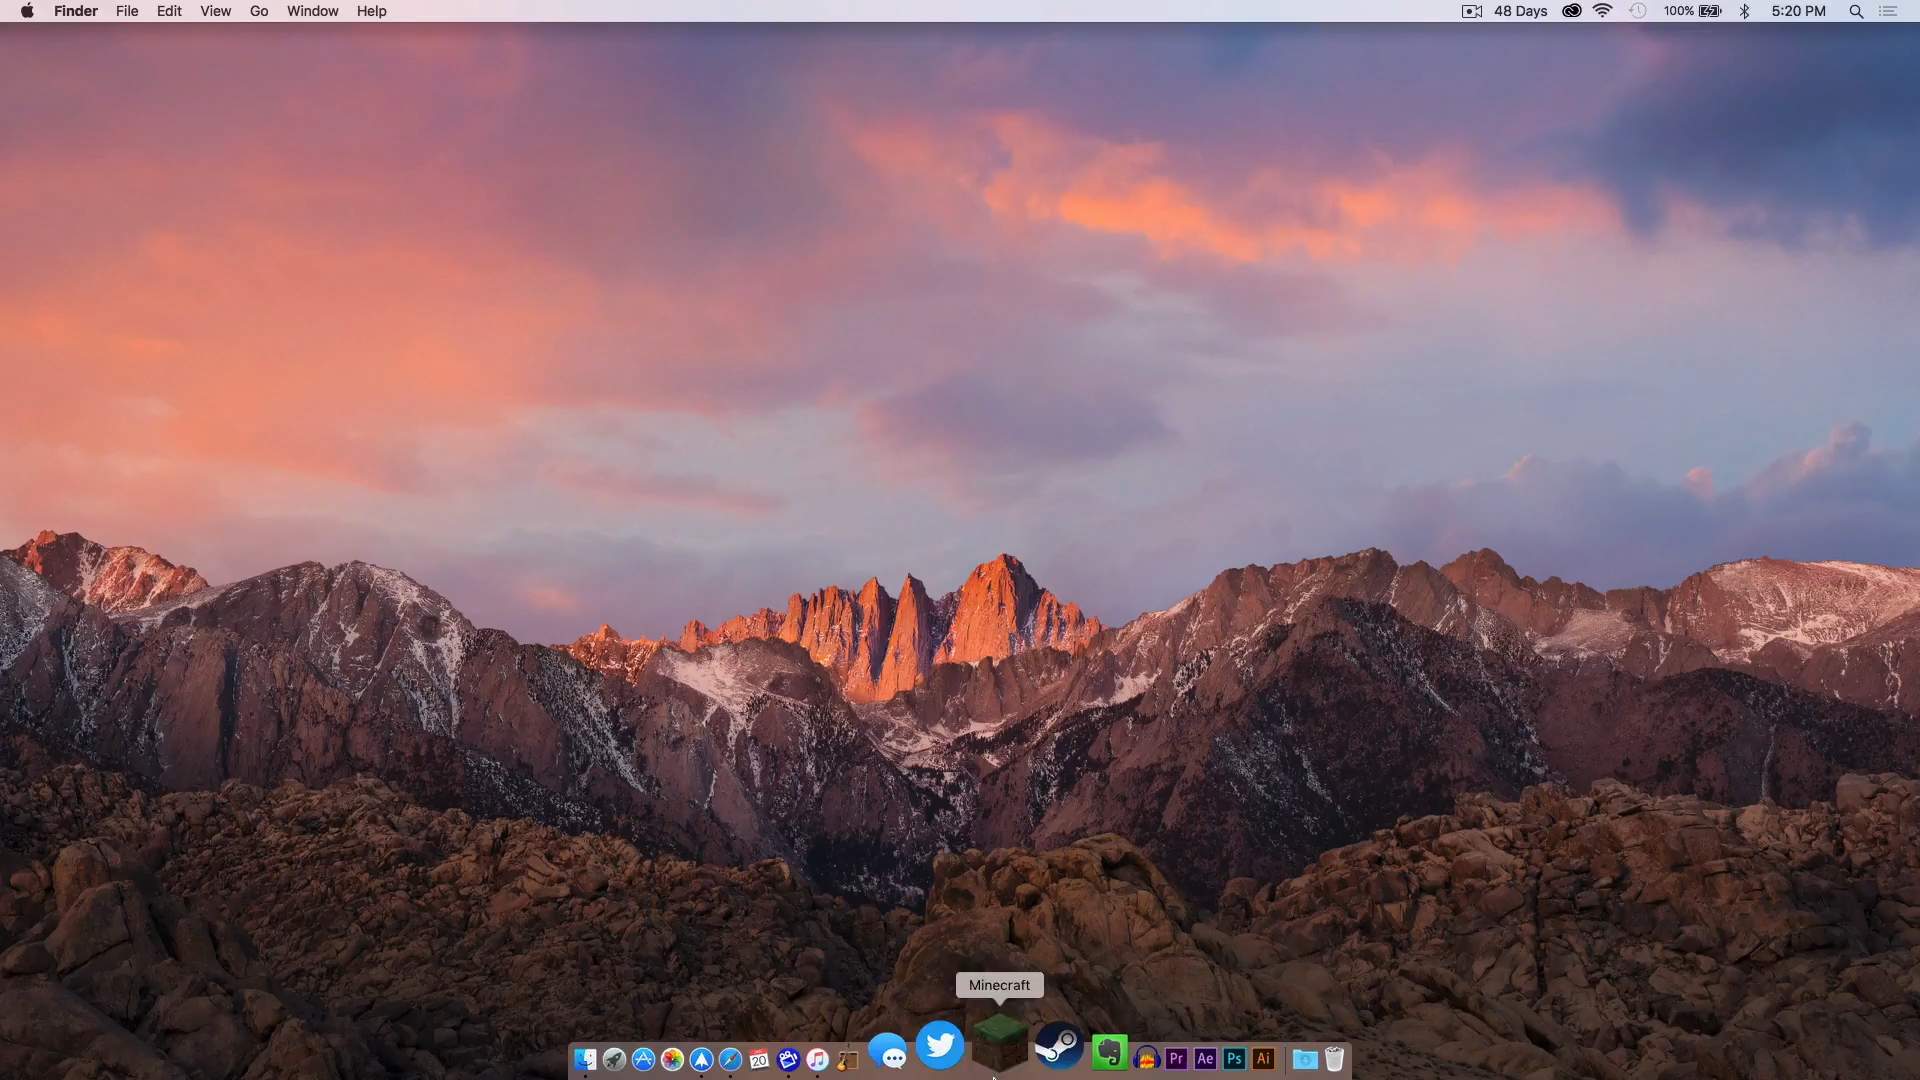 Finder File Edit View Go Window Help 48 Days 100% 5:20 PM
Minecraft
20 Pr Ae Ps Ai